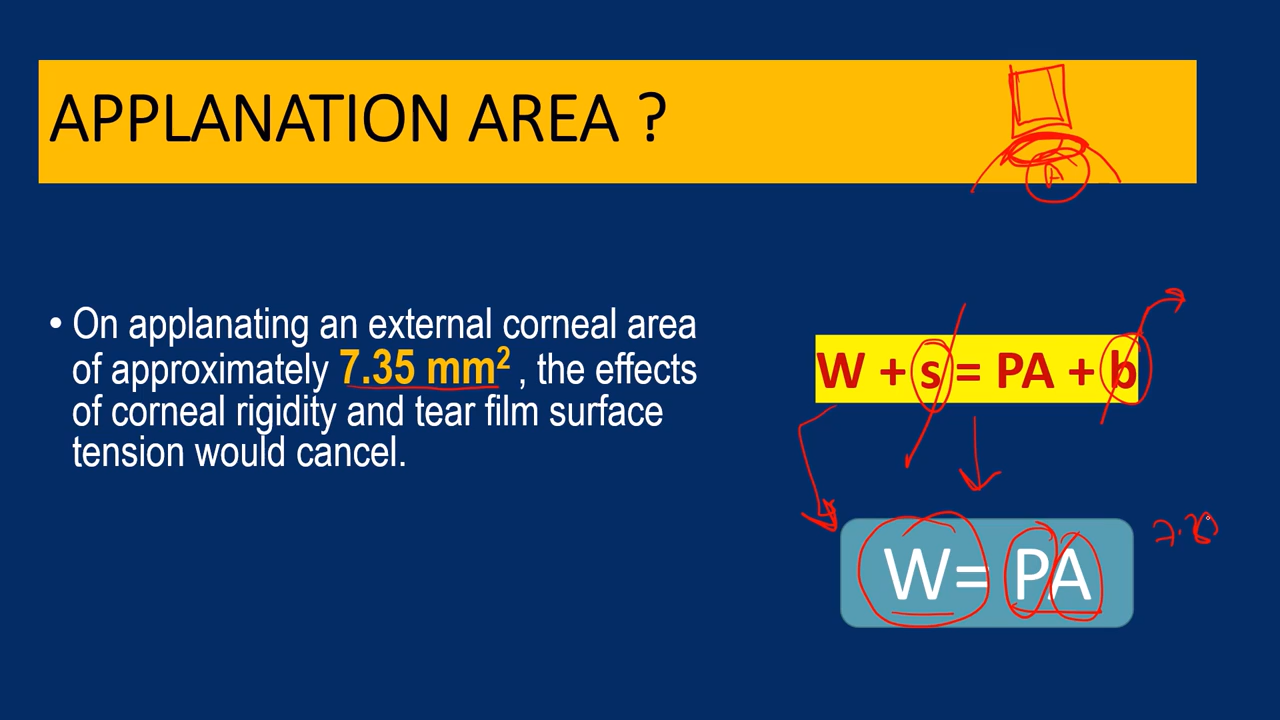 APPLANATION AREA ?
A
• On applanating an external corneal area
of approximately 7.35 mm², the effects
of corneal rigidity and tear film surface
tension would cancel.
W + s = PA + b
W= PA